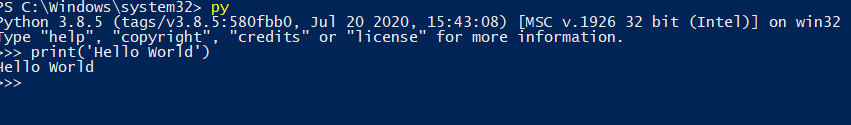 PS C:\Windows\system32> py
Python 3.8.5 (tags/v3.8.5:580fbb0, Jul 20 2020, 15:43:08) [MSC v.1926 32 bit (Intel)] on win32
Type "help", "copyright", "credits" or "license" for more information.
>>> print('Hello World')
Hello World
>>>